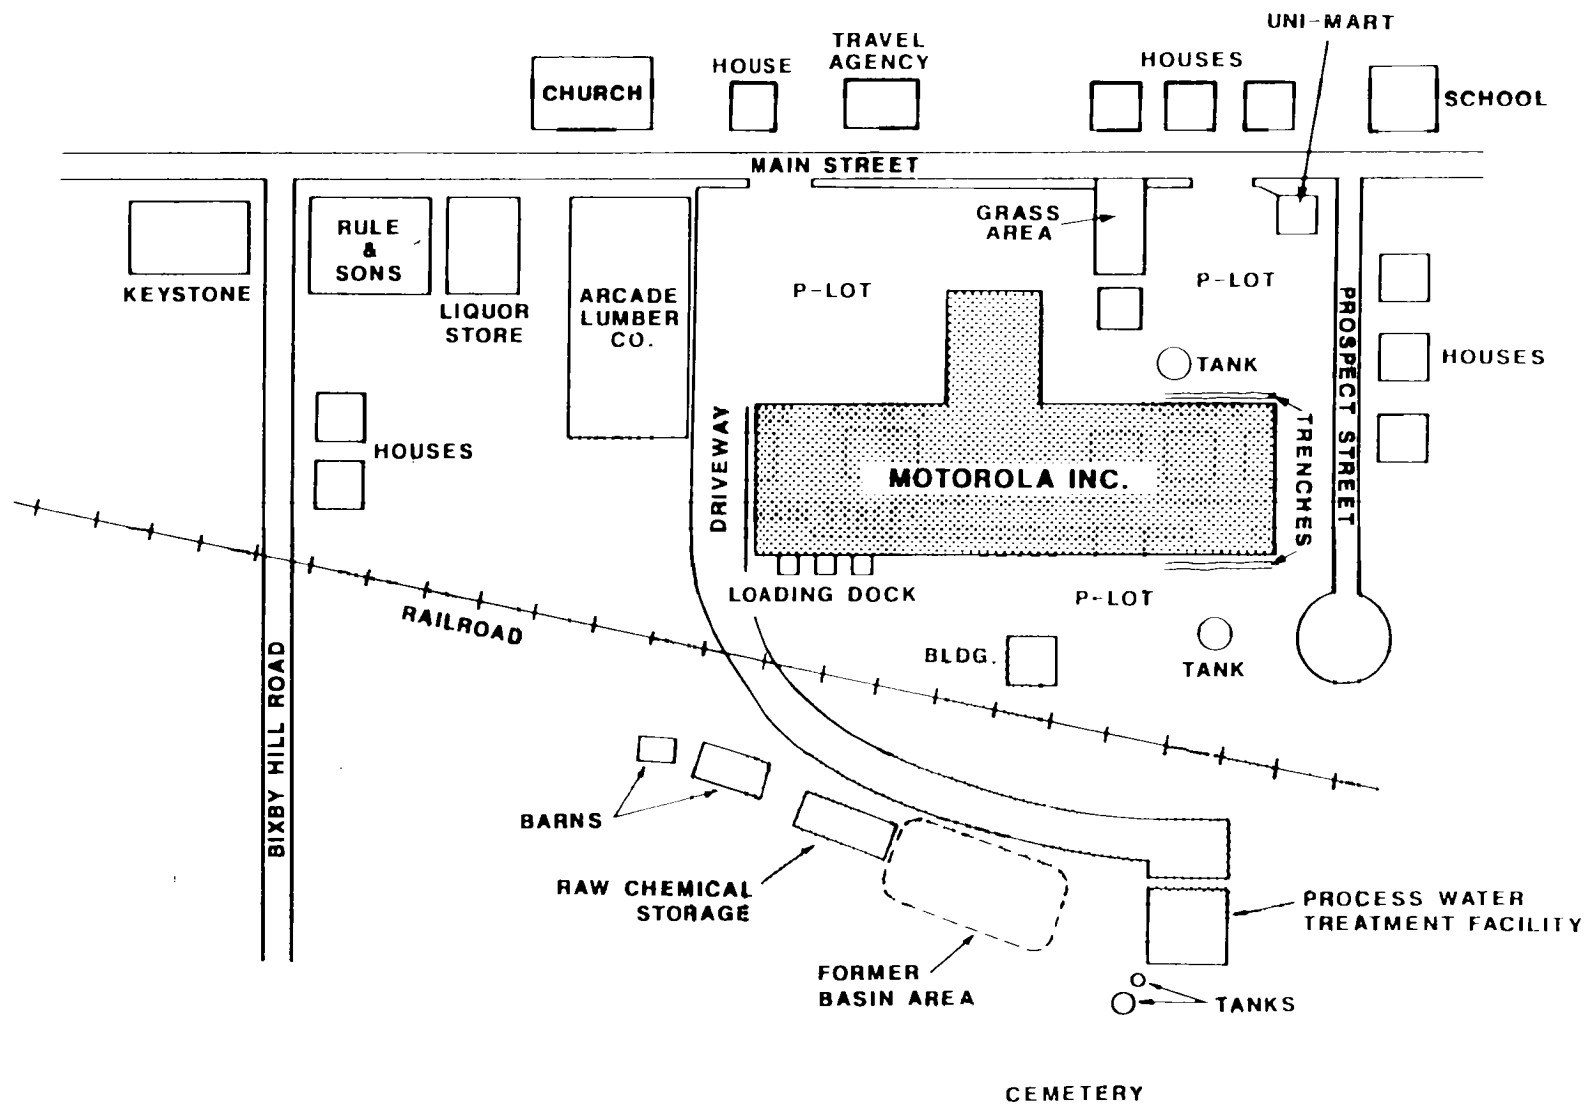 UNI-MART
TRAVEL
AGENCY
HOUSE
HOUSES
CHURCH
SCHOOL
MAIN STREET
GRASS
AREA
RULE
&
SONS
KEYSTONE
LIQUOR
STORE
ARCADE
LUMBER
CO.
P-LOT
P-LOT
TANK
PROSPECT STREET
HOUSES
HOUSES
DRIVEWAY
MOTOROLA INC.
TRENCHES
LOADING DOCK
P-LOT
RAILROAD
BLDG.
TANK
BIXBY HILL ROAD
BARNS
RAW CHEMICAL
STORAGE
PROCESS WATER
TREATMENT FACILITY
FORMER
BASIN AREA
TANKS
CEMETERY